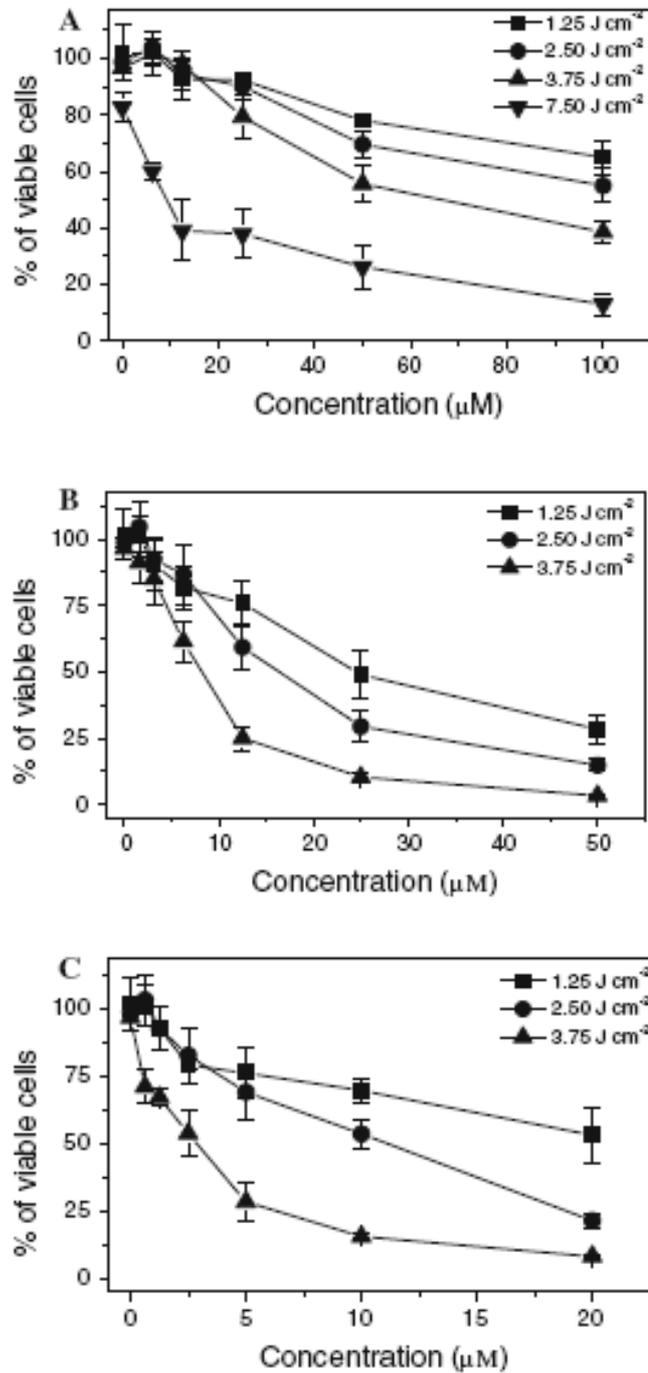 A
1.25 J cm⁻²
2.50 J cm⁻²
3.75 J cm⁻²
7.50 J cm⁻²
100
80
60
40
20
0
% of viable cells
0 20 40 60 80 100
Concentration (μM)
B
1.25 J cm⁻²
2.50 J cm⁻²
3.75 J cm⁻²
100
75
50
25
0
% of viable cells
0 10 20 30 40 50
Concentration (μM)
C
1.25 J cm⁻²
2.50 J cm⁻²
3.75 J cm⁻²
100
75
50
25
0
% of viable cells
0 5 10 15 20
Concentration (μM)